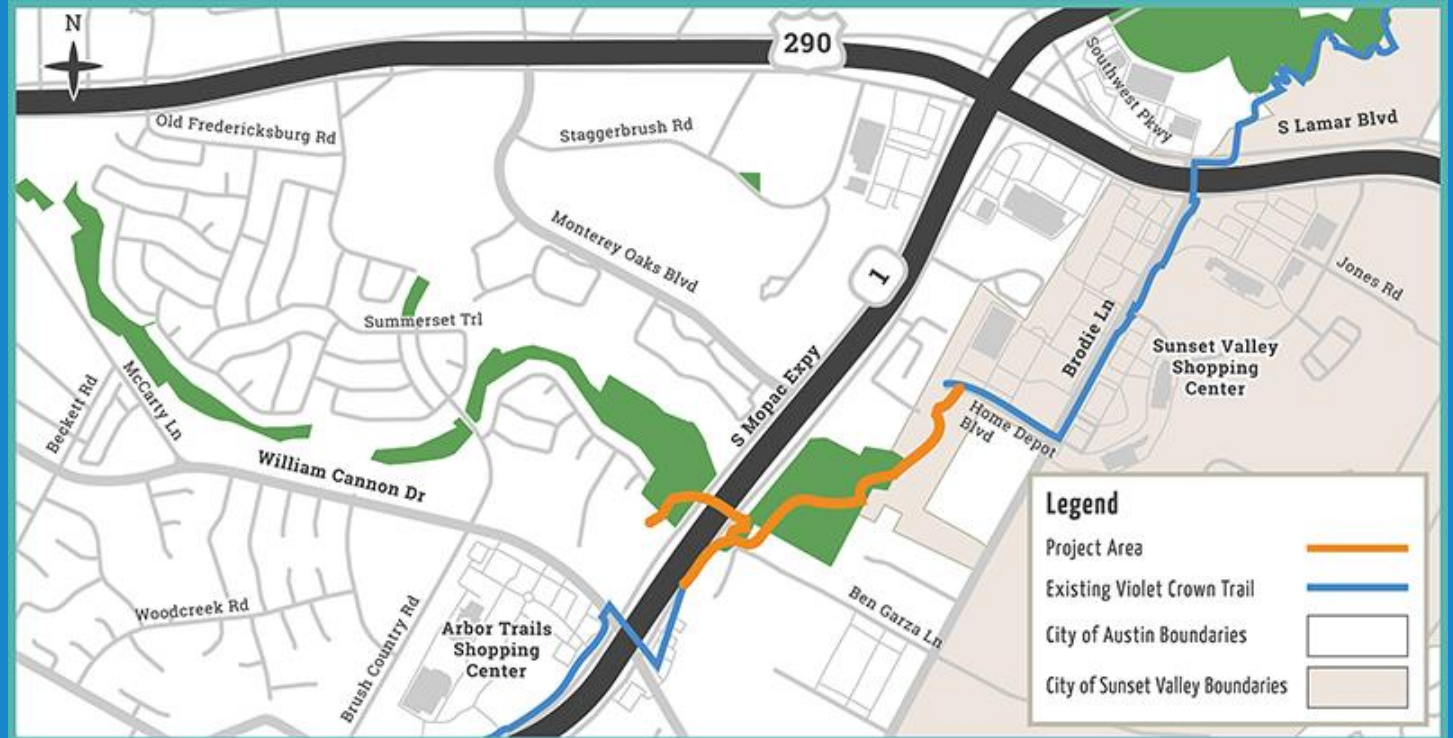 N
290
Southwest Pkwy
S Lamar Blvd
Old Fredericksburg Rd
Staggerbrush Rd
Monterey Oaks Blvd
1
Jones Rd
Summerset Trl
Brodie Ln
Sunset Valley
Shopping
Center
McCarty Ln
Beckett Rd
S Mopac Expy
Home Depot
Blvd
William Cannon Dr
Woodcreek Rd
Brush Country Rd
Arbor Trails
Shopping
Center
Ben Garza Ln
Legend
Project Area
Existing Violet Crown Trail
City of Austin Boundaries
City of Sunset Valley Boundaries